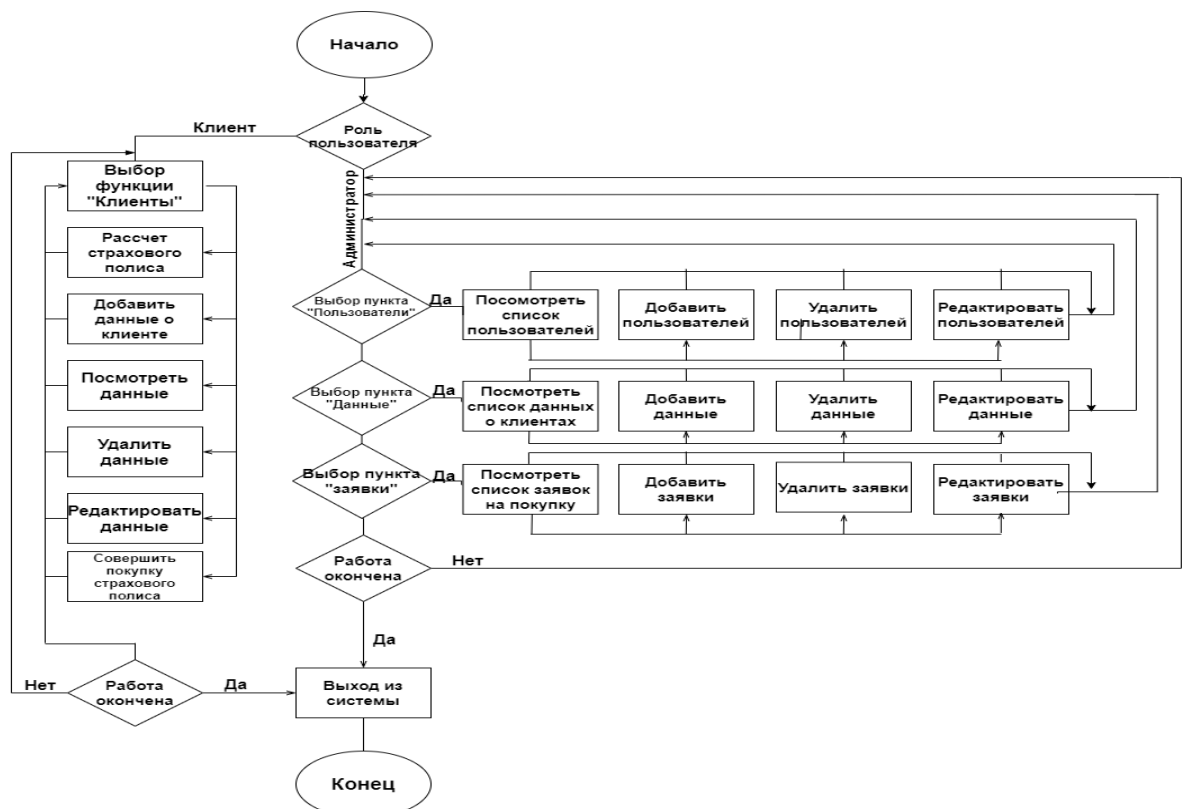 Начало
Клиент
Роль
пользователя
Администратор
Выбор
функции
"Клиенты"
Рассчет
страхового
полиса
Добавить
данные о
клиенте
Посмотреть
данные
Удалить
данные
Редактировать
данные
Совершить
покупку
страхового
полиса
Нет
Работа
окончена
Да
Выбор пункта
"Пользователи"
Да
Посомотреть
список
пользователей
Добавить
пользователей
Удалить
пользователей
Редактировать
пользователей
Выбор пункта
"Данные"
Да
Посмотреть
список данных
о клиентах
Добавить
данные
Удалить
данные
Редактировать
данные
Выбор пункта
"заявки"
Да
Посмотреть
список заявок
на покупку
Добавить
заявки
Удалить заявки
Редактировать
заявки
Работа
окончена
Нет
Да
Выход из
системы
Конец